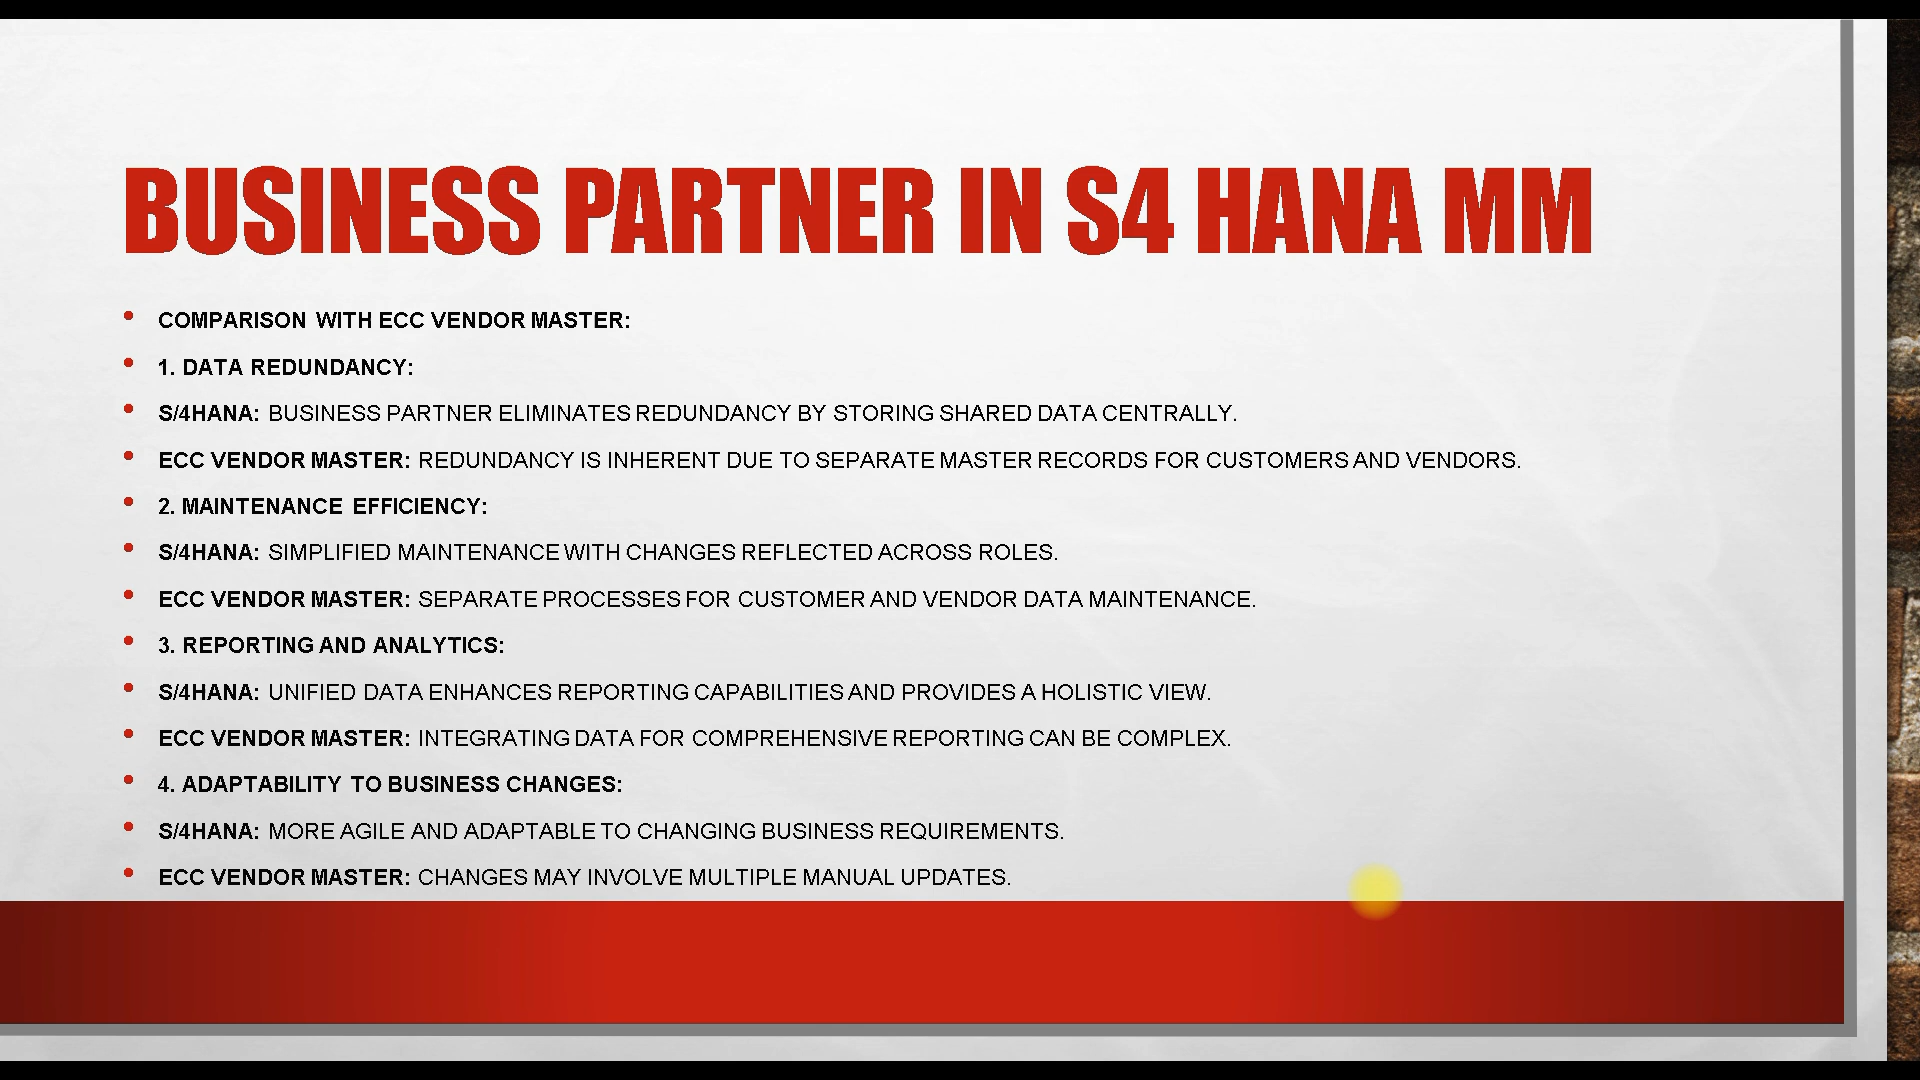 BUSINESS PARTNER IN S4 HANA MM
• COMPARISON WITH ECC VENDOR MASTER:
• 1. DATA REDUNDANCY:
• S/4HANA: BUSINESS PARTNER ELIMINATES REDUNDANCY BY STORING SHARED DATA CENTRALLY.
• ECC VENDOR MASTER: REDUNDANCY IS INHERENT DUE TO SEPARATE MASTER RECORDS FOR CUSTOMERS AND VENDORS.
• 2. MAINTENANCE EFFICIENCY:
• S/4HANA: SIMPLIFIED MAINTENANCE WITH CHANGES REFLECTED ACROSS ROLES.
• ECC VENDOR MASTER: SEPARATE PROCESSES FOR CUSTOMER AND VENDOR DATA MAINTENANCE.
• 3. REPORTING AND ANALYTICS:
• S/4HANA: UNIFIED DATA ENHANCES REPORTING CAPABILITIES AND PROVIDES A HOLISTIC VIEW.
• ECC VENDOR MASTER: INTEGRATING DATA FOR COMPREHENSIVE REPORTING CAN BE COMPLEX.
• 4. ADAPTABILITY TO BUSINESS CHANGES:
• S/4HANA: MORE AGILE AND ADAPTABLE TO CHANGING BUSINESS REQUIREMENTS.
• ECC VENDOR MASTER: CHANGES MAY INVOLVE MULTIPLE MANUAL UPDATES.